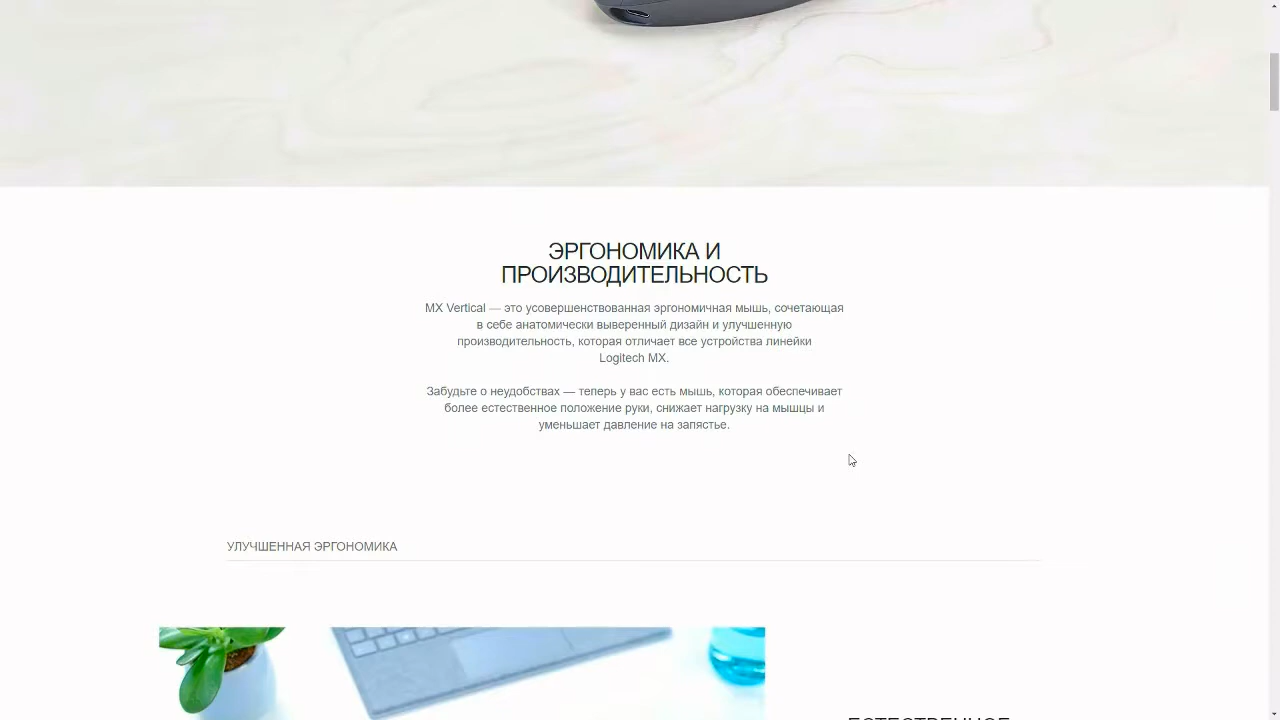 ЭРГОНОМИКА И
ПРОИЗВОДИТЕЛЬНОСТЬ
MX Vertical — это усовершенствованная эргономичная мышь, сочетающая
в себе анатомически выверенный дизайн и улучшенную
производительность, которая отличает все устройства линейки
Logitech MX.
Забудьте о неудобствах — теперь у вас есть мышь, которая обеспечивает
более естественное положение руки, снижает нагрузку на мышцы и
уменьшает давление на запястье.
УЛУЧШЕННАЯ ЭРГОНОМИКА
ЕСТЕСТВЕННОЕ